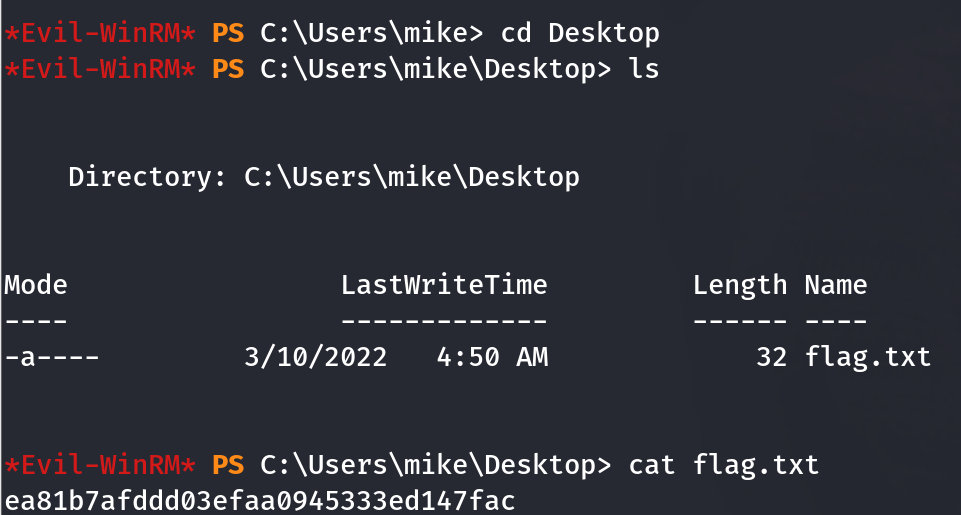 *Evil-WinRM* PS C:\Users\mike> cd Desktop
*Evil-WinRM* PS C:\Users\mike\Desktop> ls
Directory: C:\Users\mike\Desktop
Mode LastWriteTime Length Name
---- ------------- ------ ----
-a---- 3/10/2022 4:50 AM 32 flag.txt
*Evil-WinRM* PS C:\Users\mike\Desktop> cat flag.txt
ea81b7afddd03efaa0945333ed147fac